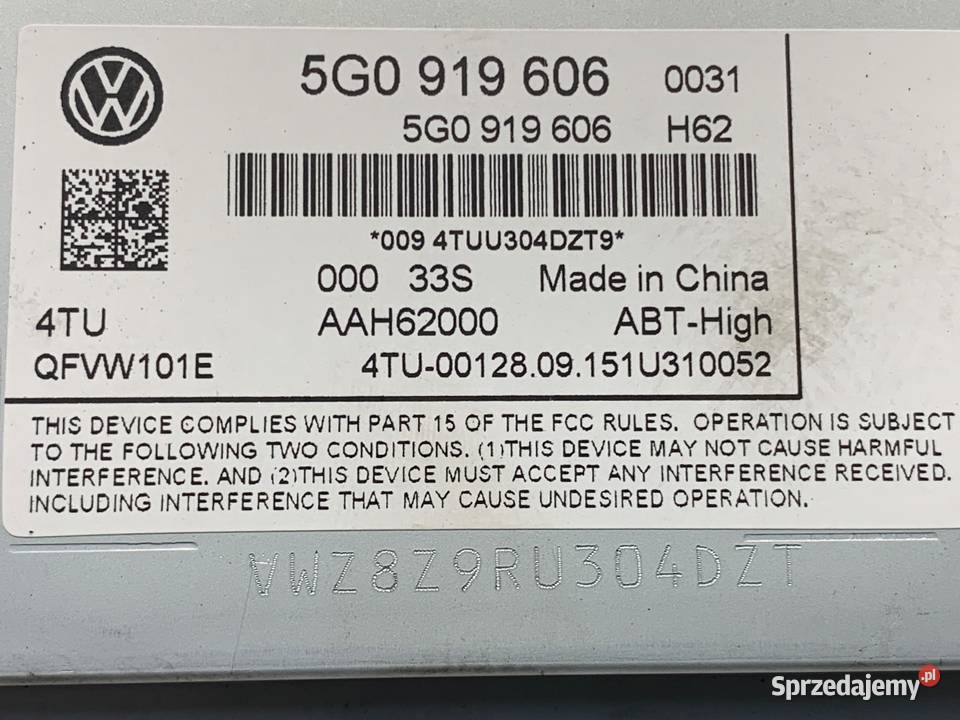 5G0 919 606 0031
5G0 919 606 H62
*009 4TUU304DZT9*
000 33S Made in China
4TU AAH62000 ABT-High
QFVW101E 4TU-00128.09.151U310052
THIS DEVICE COMPLIES WITH PART 15 OF THE FCC RULES. OPERATION IS SUBJECT
TO THE FOLLOWING TWO CONDITIONS. (1)THIS DEVICE MAY NOT CAUSE HARMFUL
INTERFERENCE. AND (2)THIS DEVICE MUST ACCEPT ANY INTERFERENCE RECEIVED.
INCLUDING INTERFERENCE THAT MAY CAUSE UNDESIRED OPERATION.
VWZ8Z9RU304DZT
Sprzedajemy.pl